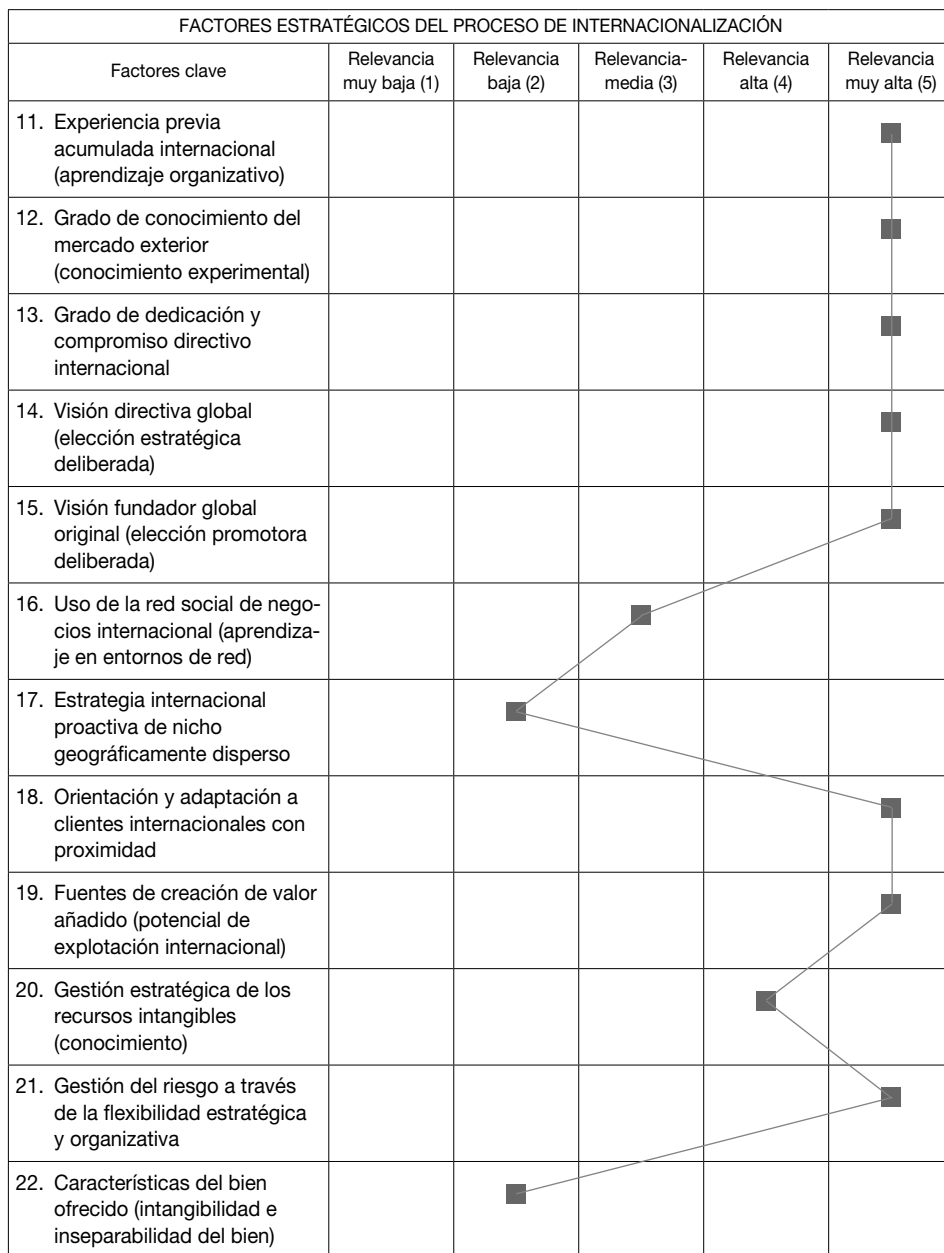 FACTORES ESTRATÉGICOS DEL PROCESO DE INTERNACIONALIZACIÓN
Factores clave
Relevancia
muy baja (1)
Relevancia
baja (2)
Relevancia-
media (3)
Relevancia
alta (4)
Relevancia
muy alta (5)
11. Experiencia previa
acumulada internacional
(aprendizaje organizativo)
12. Grado de conocimiento del
mercado exterior
(conocimiento experimental)
13. Grado de dedicación y
compromiso directivo
internacional
14. Visión directiva global
(elección estratégica
deliberada)
15. Visión fundador global
original (elección promotora
deliberada)
16. Uso de la red social de nego-
cios internacional (aprendiza-
je en entornos de red)
17. Estrategia internacional
proactiva de nicho
geográficamente disperso
18. Orientación y adaptación a
clientes internacionales con
proximidad
19. Fuentes de creación de valor
añadido (potencial de
explotación internacional)
20. Gestión estratégica de los
recursos intangibles
(conocimiento)
21. Gestión del riesgo a través
de la flexibilidad estratégica
y organizativa
22. Características del bien
ofrecido (intangibilidad e
inseparabilidad del bien)